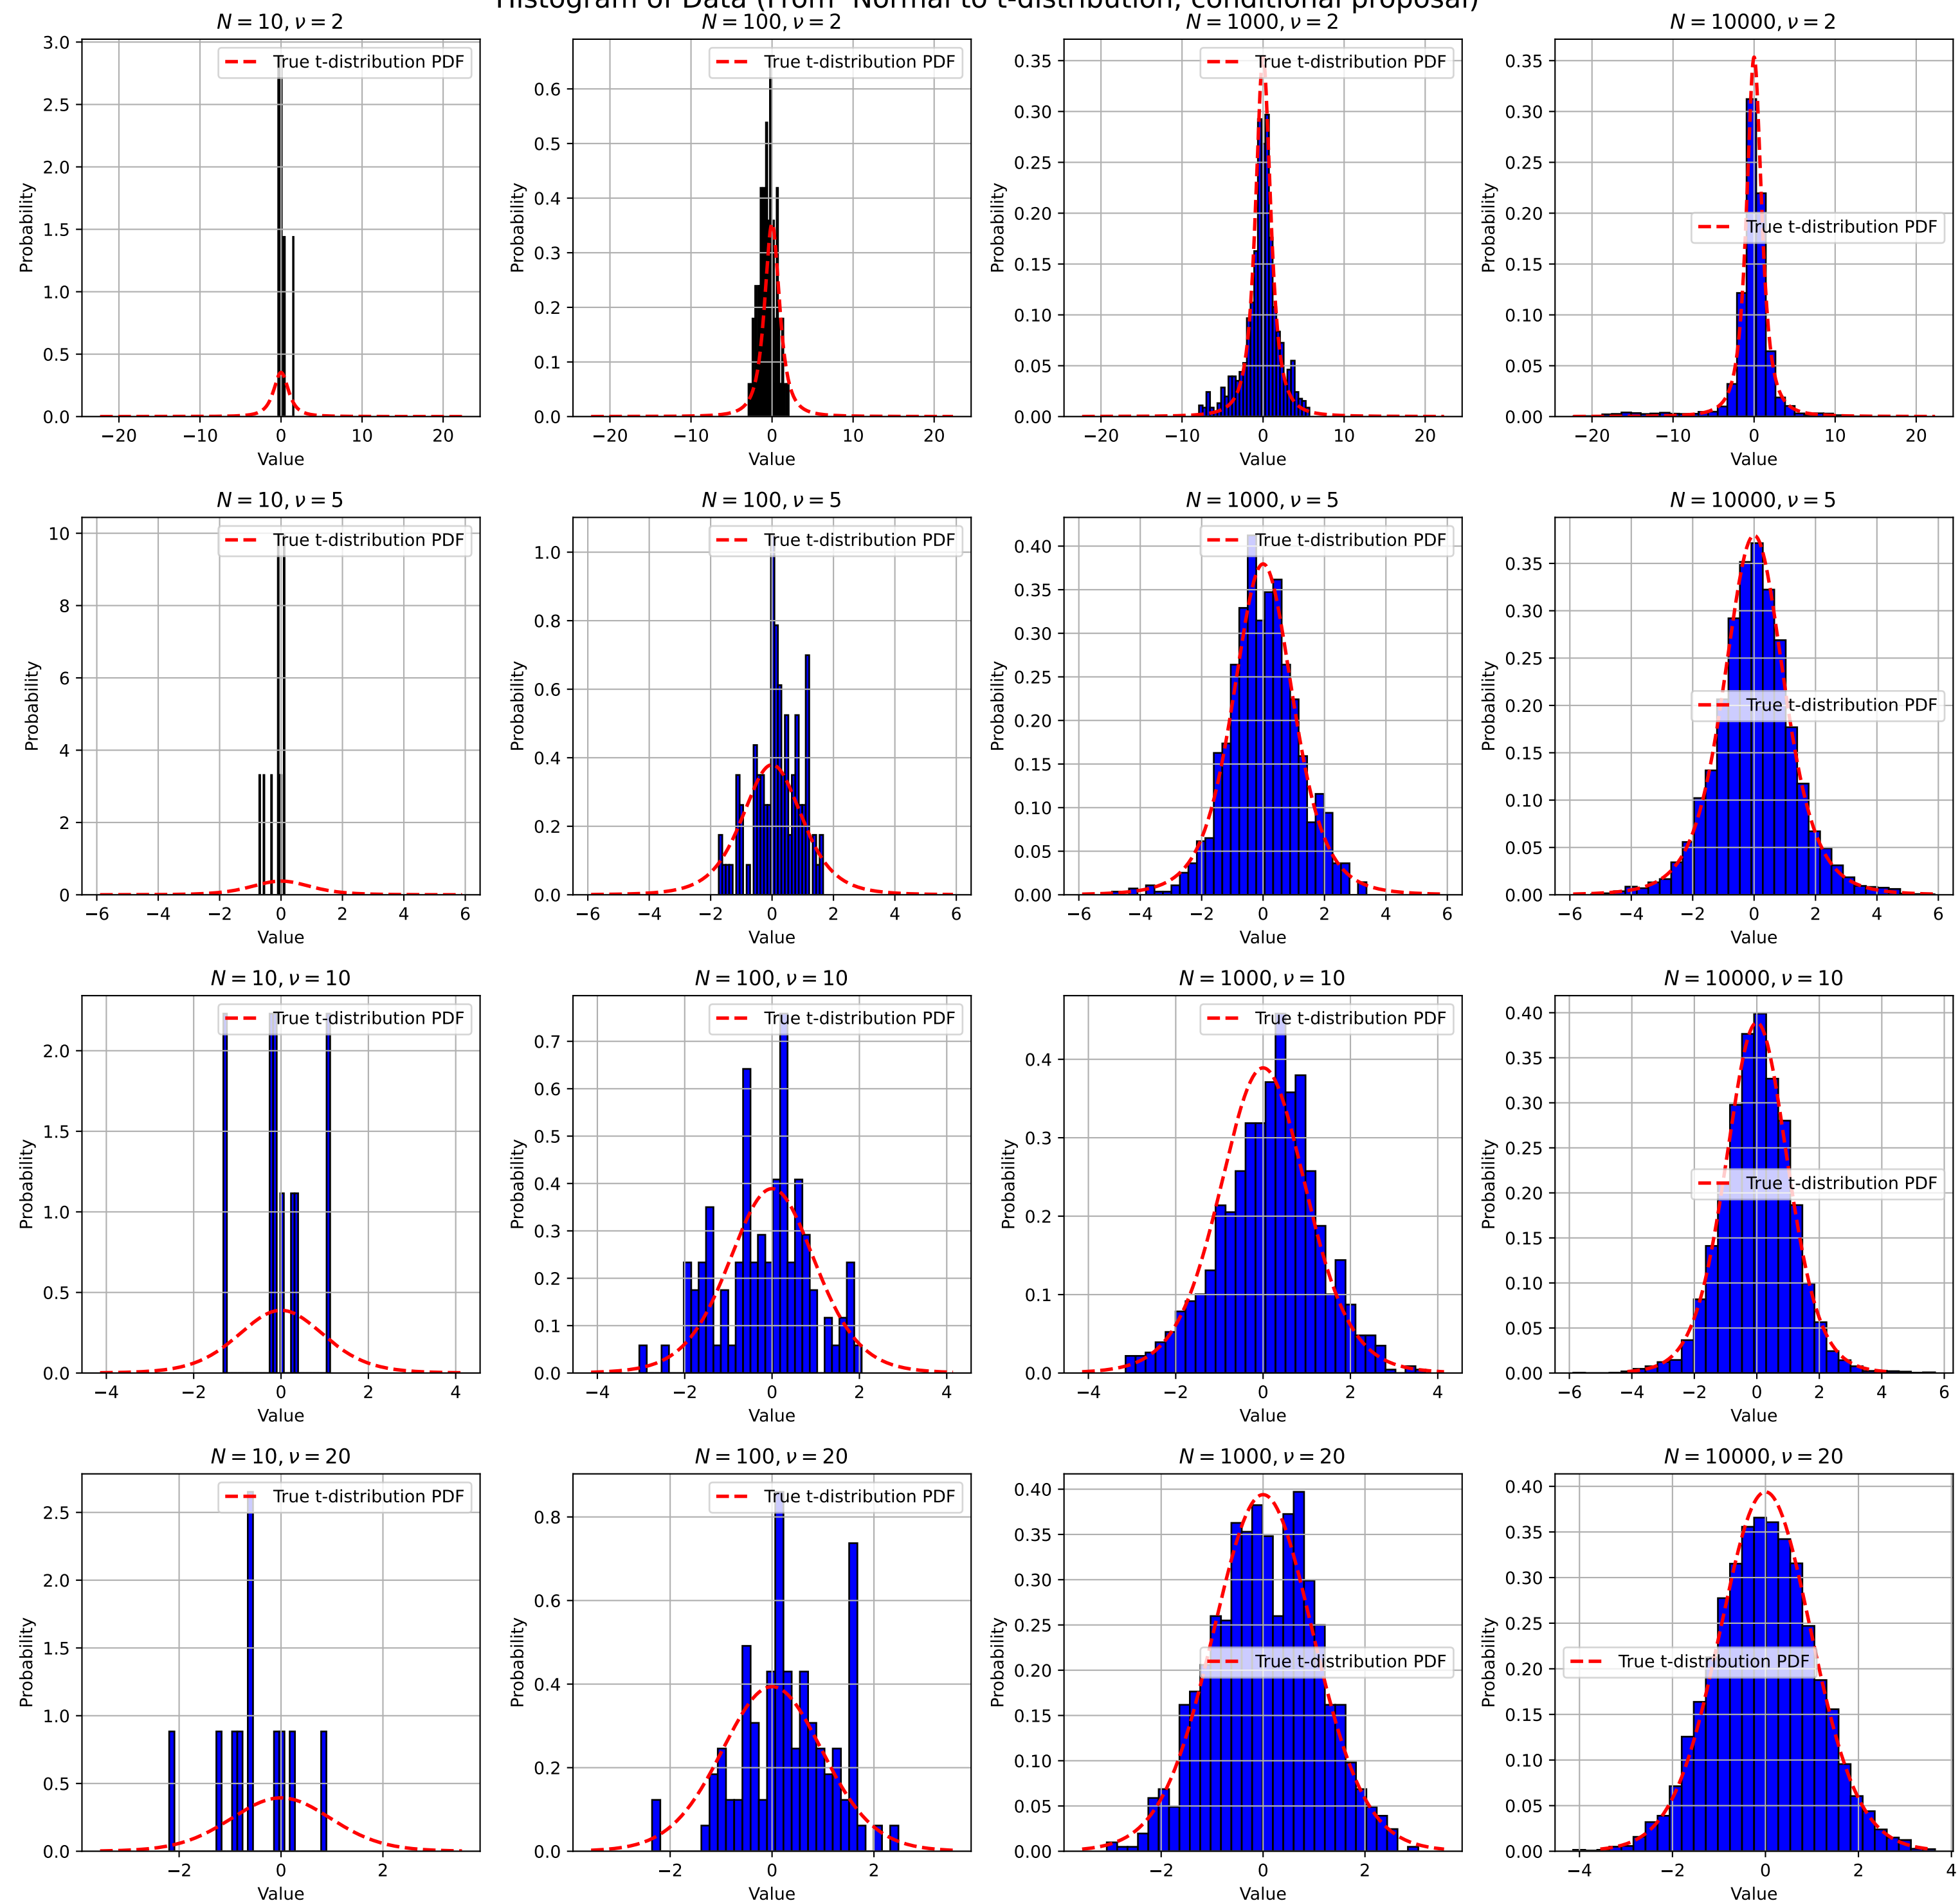 Histogram of Data (From Normal to t-distribution, conditional proposal)
N = 10, ν = 2
True t-distribution PDF
Probability
3.0
2.5
2.0
1.5
1.0
0.5
0.0
−20 −10 0 10 20
Value
N = 100, ν = 2
True t-distribution PDF
Probability
0.6
0.5
0.4
0.3
0.2
0.1
0.0
−20 −10 0 10 20
Value
N = 1000, ν = 2
True t-distribution PDF
Probability
0.35
0.30
0.25
0.20
0.15
0.10
0.05
0.00
−20 −10 0 10 20
Value
N = 10000, ν = 2
True t-distribution PDF
Probability
0.35
0.30
0.25
0.20
0.15
0.10
0.05
0.00
−20 −10 0 10 20
Value
N = 10, ν = 5
True t-distribution PDF
Probability
10
8
6
4
2
0
−6 −4 −2 0 2 4 6
Value
N = 100, ν = 5
True t-distribution PDF
Probability
1.0
0.8
0.6
0.4
0.2
0.0
−6 −4 −2 0 2 4 6
Value
N = 1000, ν = 5
True t-distribution PDF
Probability
0.40
0.35
0.30
0.25
0.20
0.15
0.10
0.05
0.00
−6 −4 −2 0 2 4 6
Value
N = 10000, ν = 5
True t-distribution PDF
Probability
0.35
0.30
0.25
0.20
0.15
0.10
0.05
0.00
−6 −4 −2 0 2 4 6
Value
N = 10, ν = 10
True t-distribution PDF
Probability
2.0
1.5
1.0
0.5
0.0
−4 −2 0 2 4
Value
N = 100, ν = 10
True t-distribution PDF
Probability
0.7
0.6
0.5
0.4
0.3
0.2
0.1
0.0
−4 −2 0 2 4
Value
N = 1000, ν = 10
True t-distribution PDF
Probability
0.4
0.3
0.2
0.1
0.0
−4 −2 0 2 4
Value
N = 10000, ν = 10
True t-distribution PDF
Probability
0.40
0.35
0.30
0.25
0.20
0.15
0.10
0.05
0.00
−6 −4 −2 0 2 4 6
Value
N = 10, ν = 20
True t-distribution PDF
Probability
2.5
2.0
1.5
1.0
0.5
0.0
−2 0 2
Value
N = 100, ν = 20
True t-distribution PDF
Probability
0.8
0.6
0.4
0.2
0.0
−2 0 2
Value
N = 1000, ν = 20
True t-distribution PDF
Probability
0.40
0.35
0.30
0.25
0.20
0.15
0.10
0.05
0.00
−2 0 2
Value
N = 10000, ν = 20
True t-distribution PDF
Probability
0.40
0.35
0.30
0.25
0.20
0.15
0.10
0.05
0.00
−4 −2 0 2 4
Value